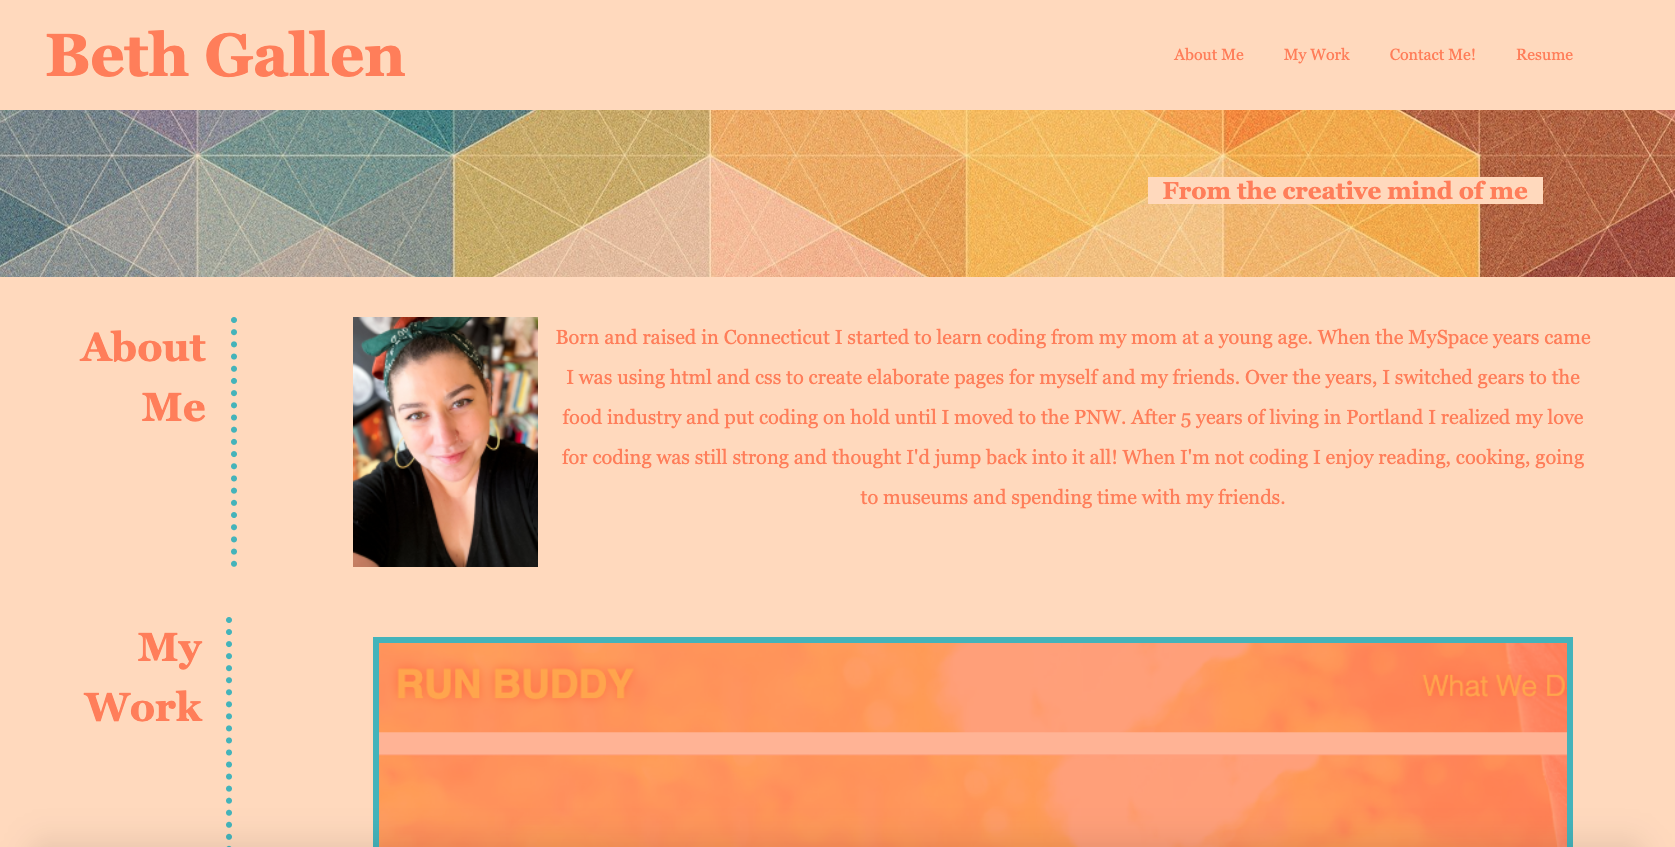 Beth Gallen
About Me
My Work
Contact Me!
Resume
From the creative mind of me
About
Me
Born and raised in Connecticut I started to learn coding from my mom at a young age. When the MySpace years came
I was using html and css to create elaborate pages for myself and my friends. Over the years, I switched gears to the
food industry and put coding on hold until I moved to the PNW. After 5 years of living in Portland I realized my love
for coding was still strong and thought I'd jump back into it all! When I'm not coding I enjoy reading, cooking, going
to museums and spending time with my friends.
My
Work
RUN BUDDY
What We D